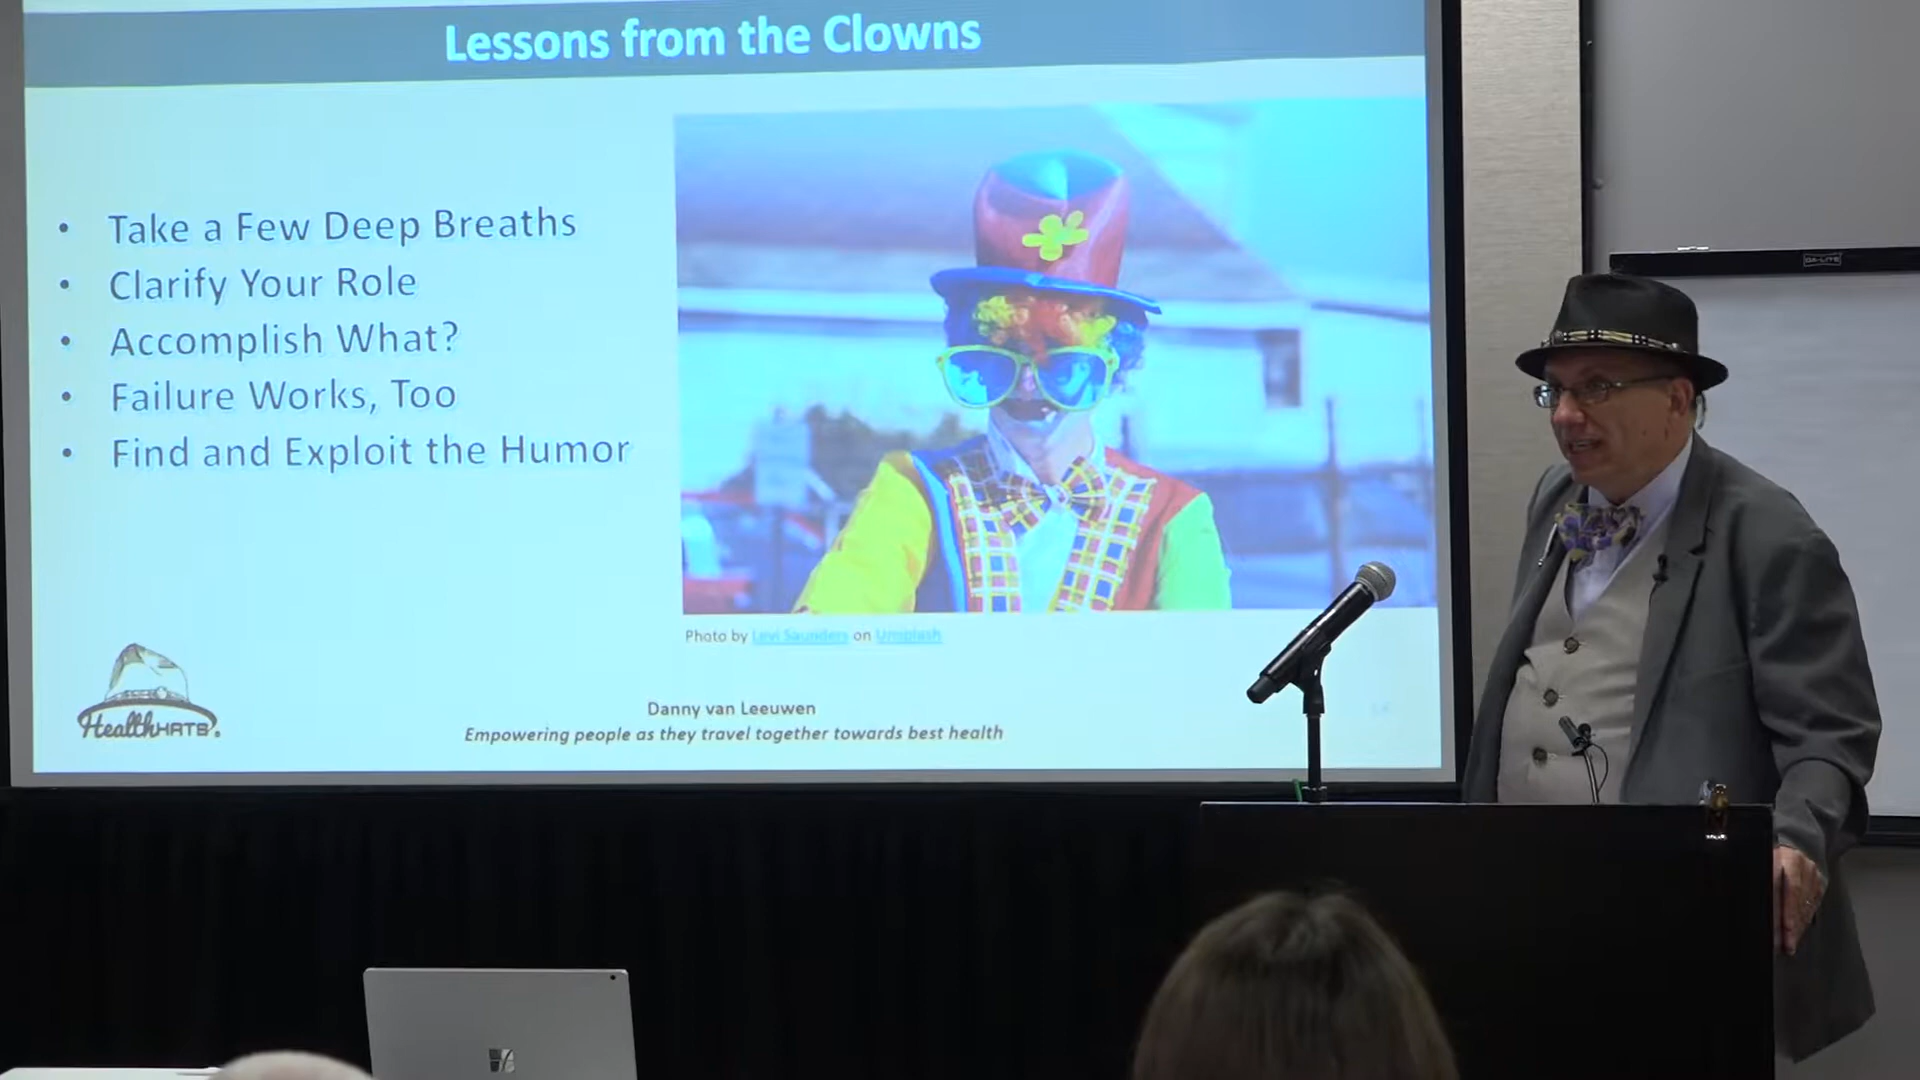 Lessons from the Clowns
• Take a Few Deep Breaths
• Clarify Your Role
• Accomplish What?
• Failure Works, Too
• Find and Exploit the Humor
Photo by Levi Saunders on Unsplash
HealthHATS
Danny van Leeuwen
Empowering people as they travel together towards best health
DA-LITE